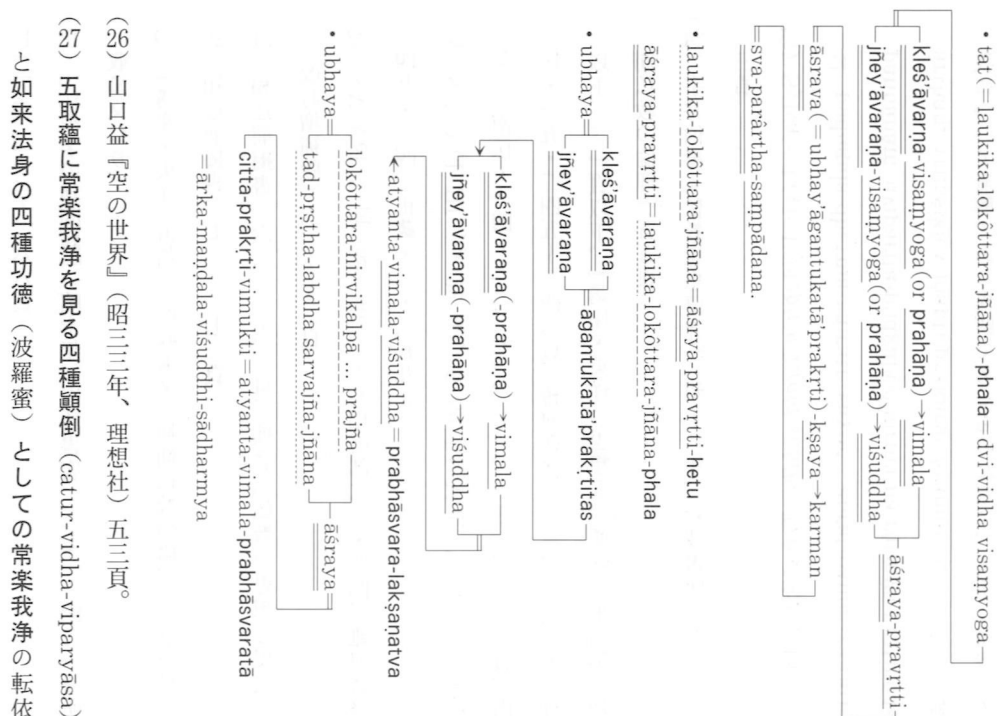 • tat(=laukika-lokôttara-jñāna)-phala=dvi-vidha visaṃyoga
kleś'āvarṇa-visaṃyoga(or prahāṇa)→vimala
jñey'āvaraṇa-visaṃyoga(or prahāṇa)→viśuddha
āśraya-pravṛtti-
āsrava(=ubhay'āgantukatā'prakṛti)-kṣaya→karman
sva-parârtha-saṃpādana.
• laukika-lokôttara-jñāna=āśrya-pravṛtti-hetu
āśraya-pravṛtti=laukika-lokôttara-jñāna-phala
• ubhaya
kleś'āvaraṇa
jñey'āvaraṇa
āgantukatā'prakṛtitas
kleś'āvaraṇa(-prahāṇa)→vimala
jñey'āvaraṇa(-prahāṇa)→viśuddha
atyanta-vimala-viśuddha=prabhāsvara-lakṣaṇatva
• ubhaya
lokôttara-nirvikalpā … prajña
tad-pṛṣṭha-labdha sarvajña-jñāna
āśraya
citta-prakṛti-vimukti=atyanta-vimala-prabhāsvaratā
=ārka-maṇḍala-viśuddhi-sādharmya
(26) 山口益『空の世界』(昭三三年、理想社)五三頁。
(27) 五取蘊に常楽我浄を見る四種顚倒(catur-vidha-viparyāsa)
と如来法身の四種功徳(波羅蜜)としての常楽我浄の転依